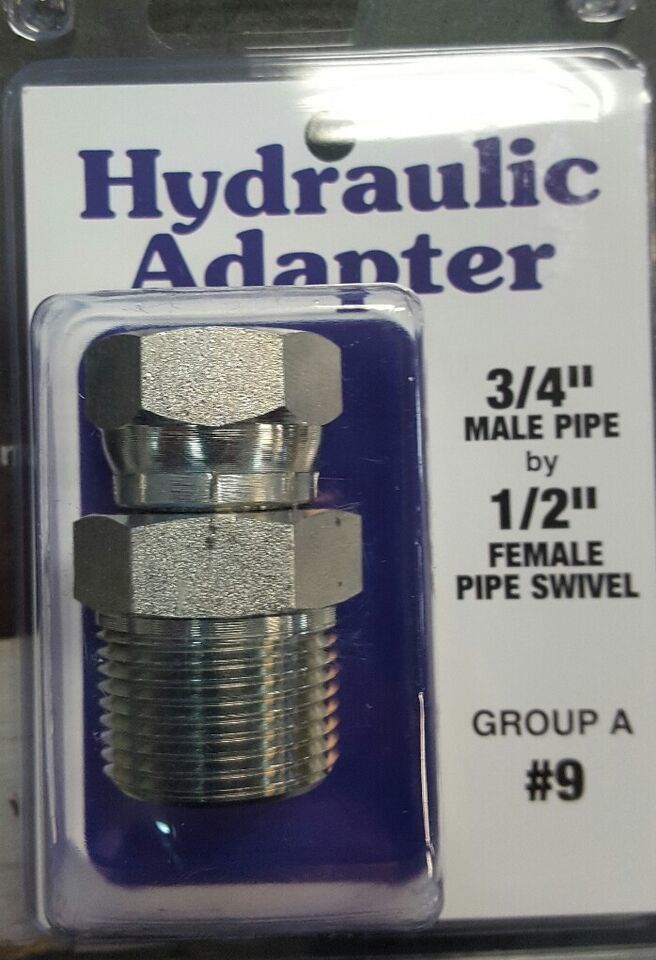 Hydraulic
Adapter
3/4"
MALE PIPE
by
1/2"
FEMALE
PIPE SWIVEL
GROUP A
#9